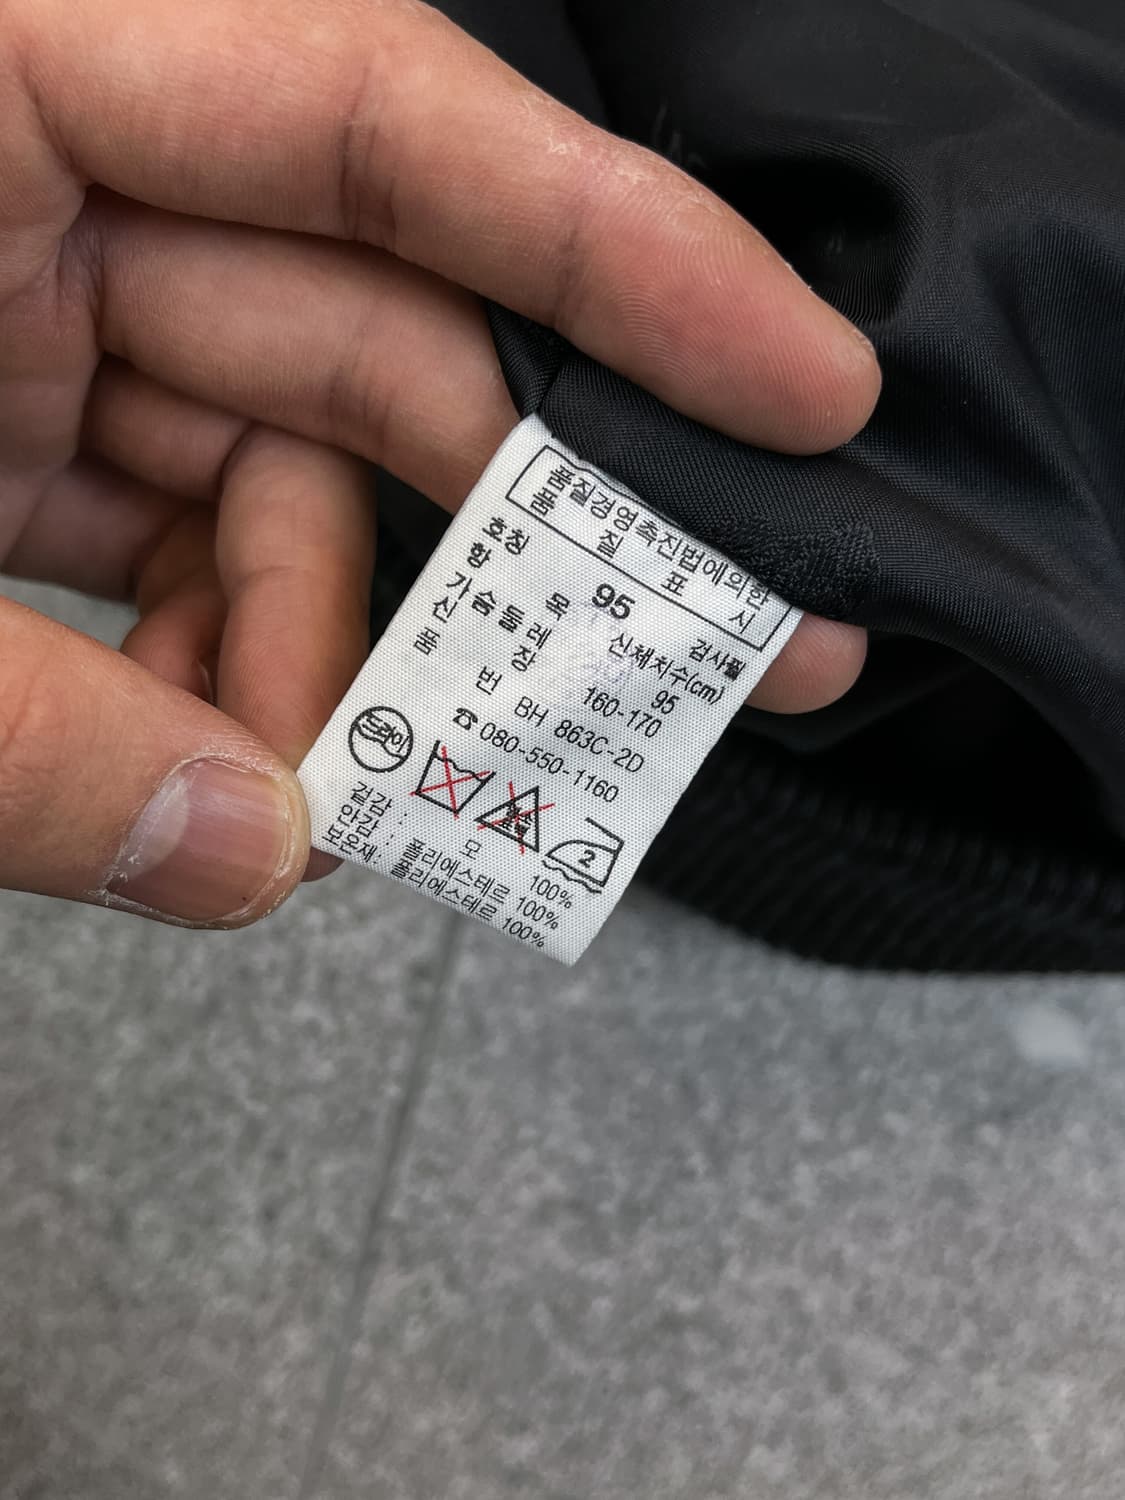 품질경영촉진법에의한
품 질 표 시
호칭 95 검사필
항 목 신체치수(cm)
가슴둘레 95
신 장 160-170
품 번 BH 863C-2D
☎ 080-550-1160
드라이
2
겉감 : 모 100%
안감 : 폴리에스테르 100%
보온재: 폴리에스테르 100%